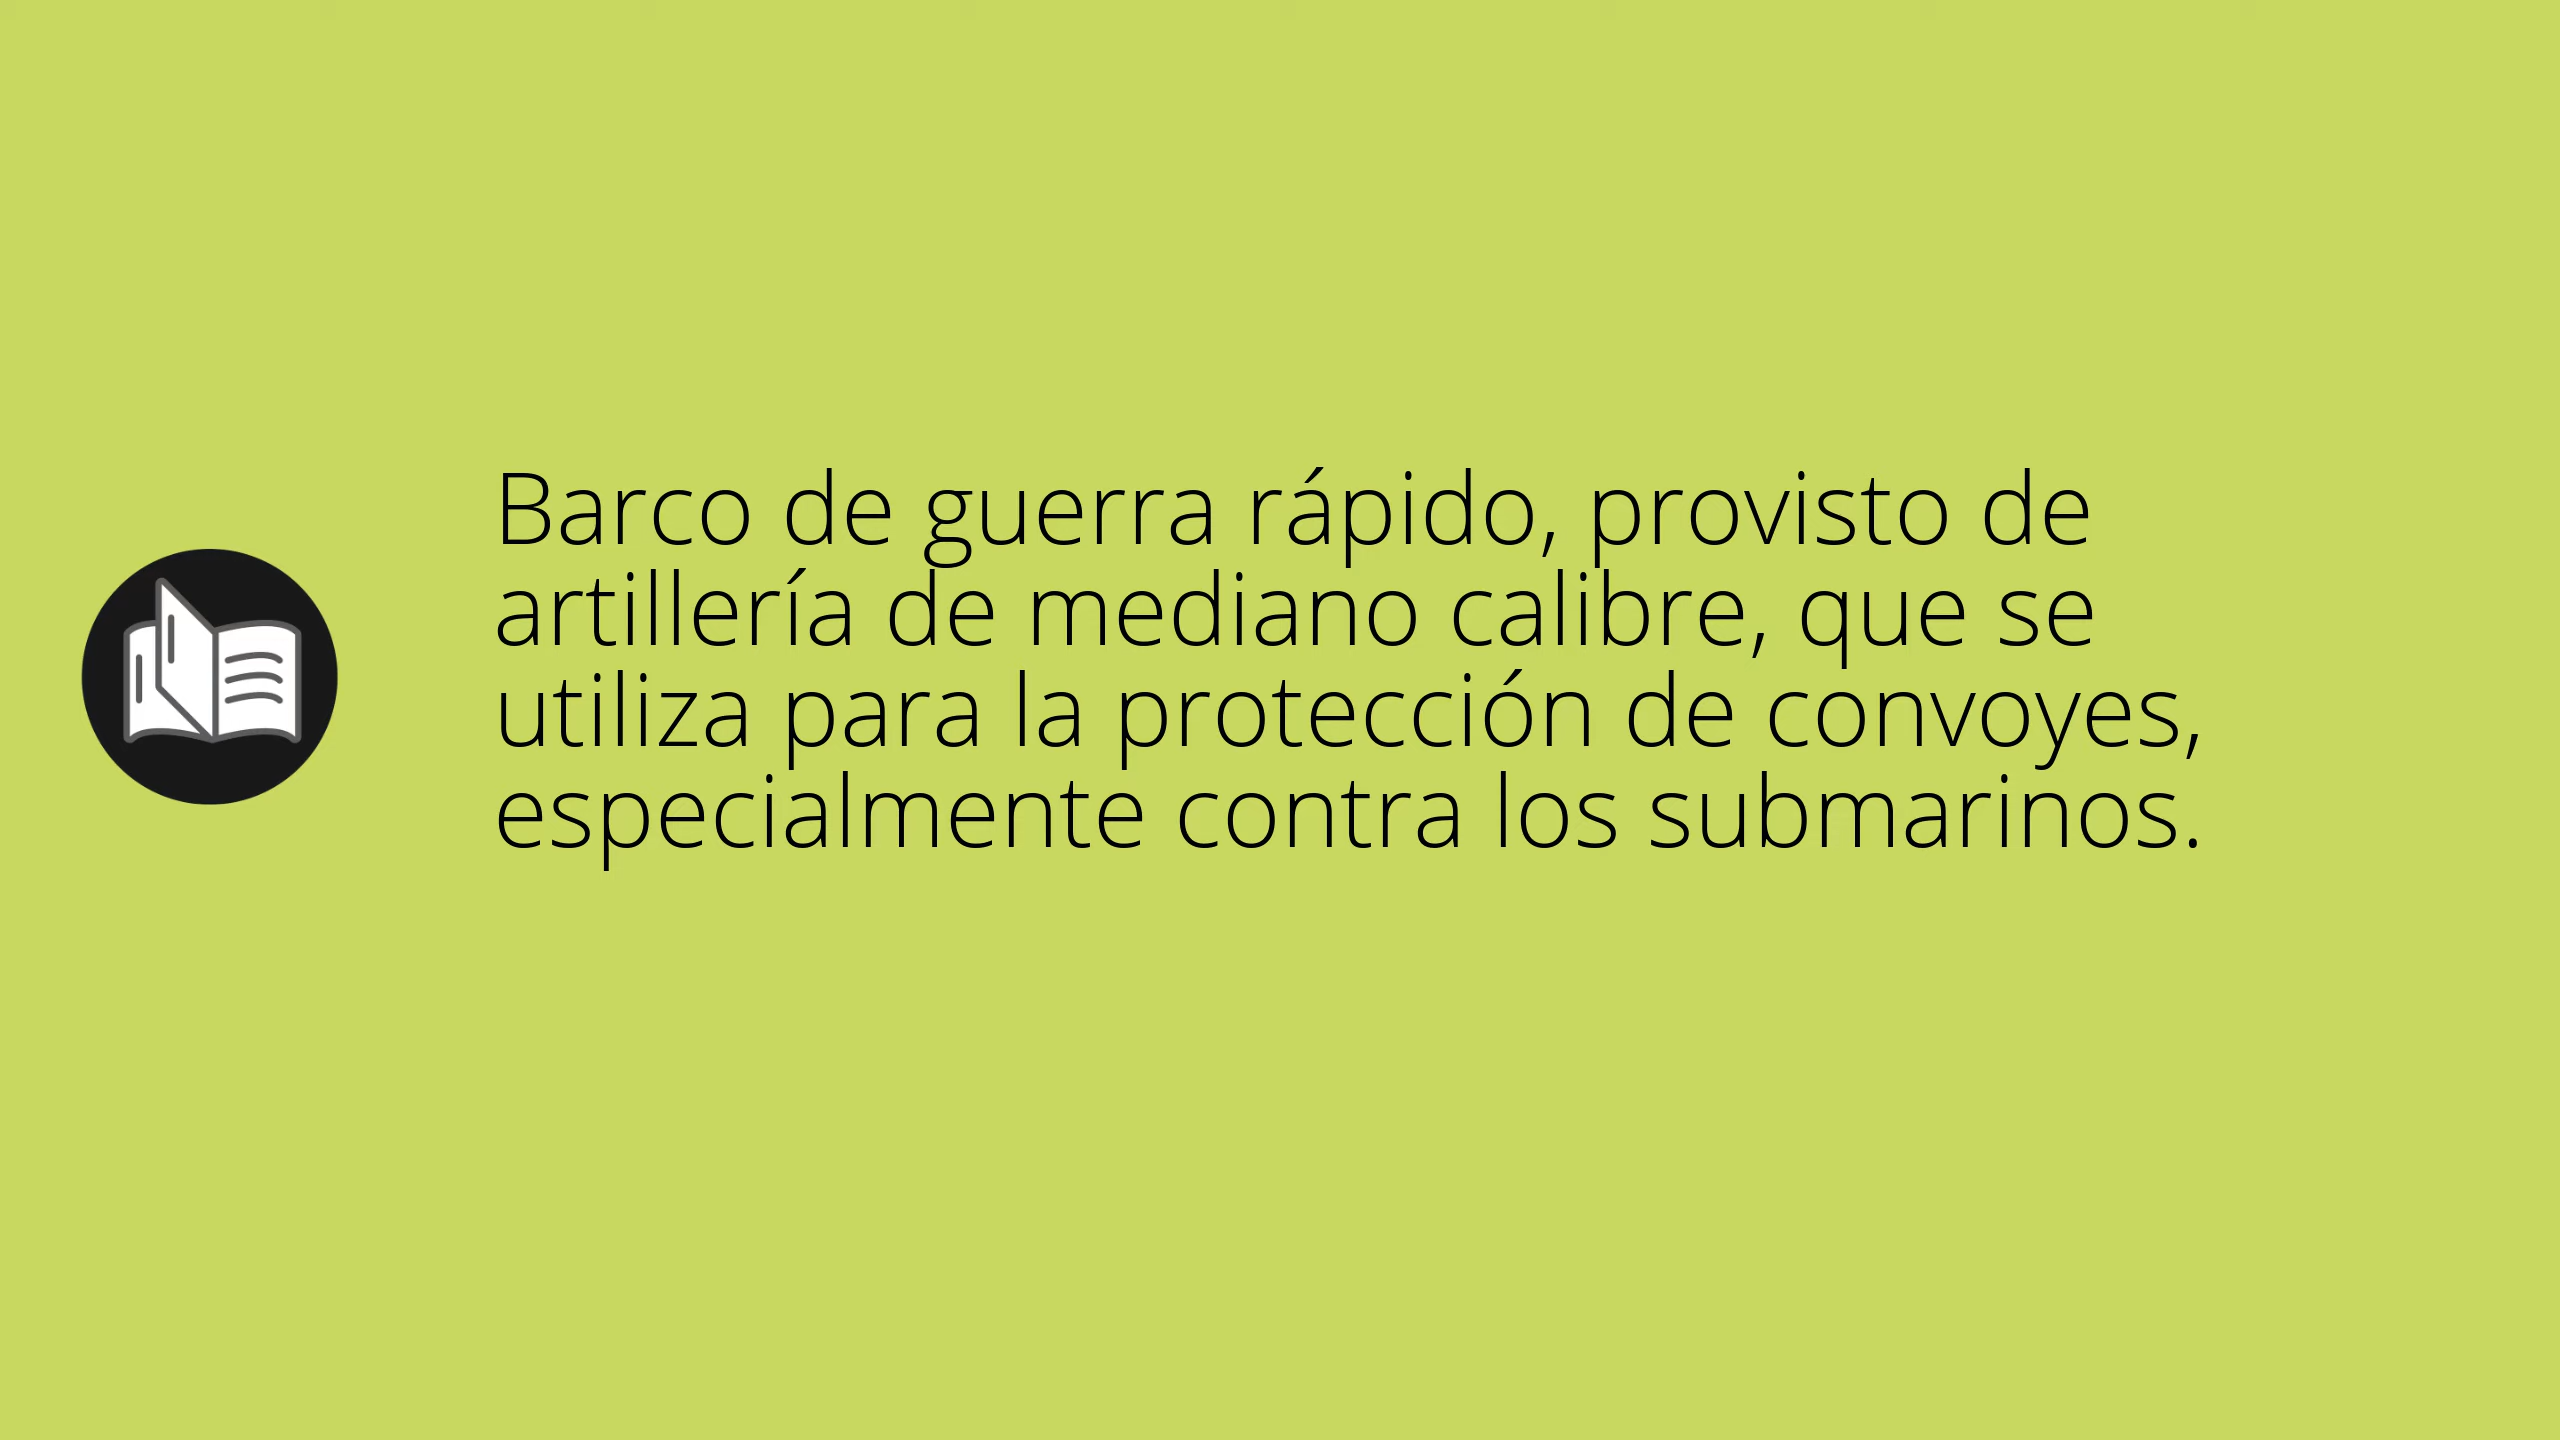 Barco de guerra rápido, provisto de
artillería de mediano calibre, que se
utiliza para la protección de convoyes,
especialmente contra los submarinos.